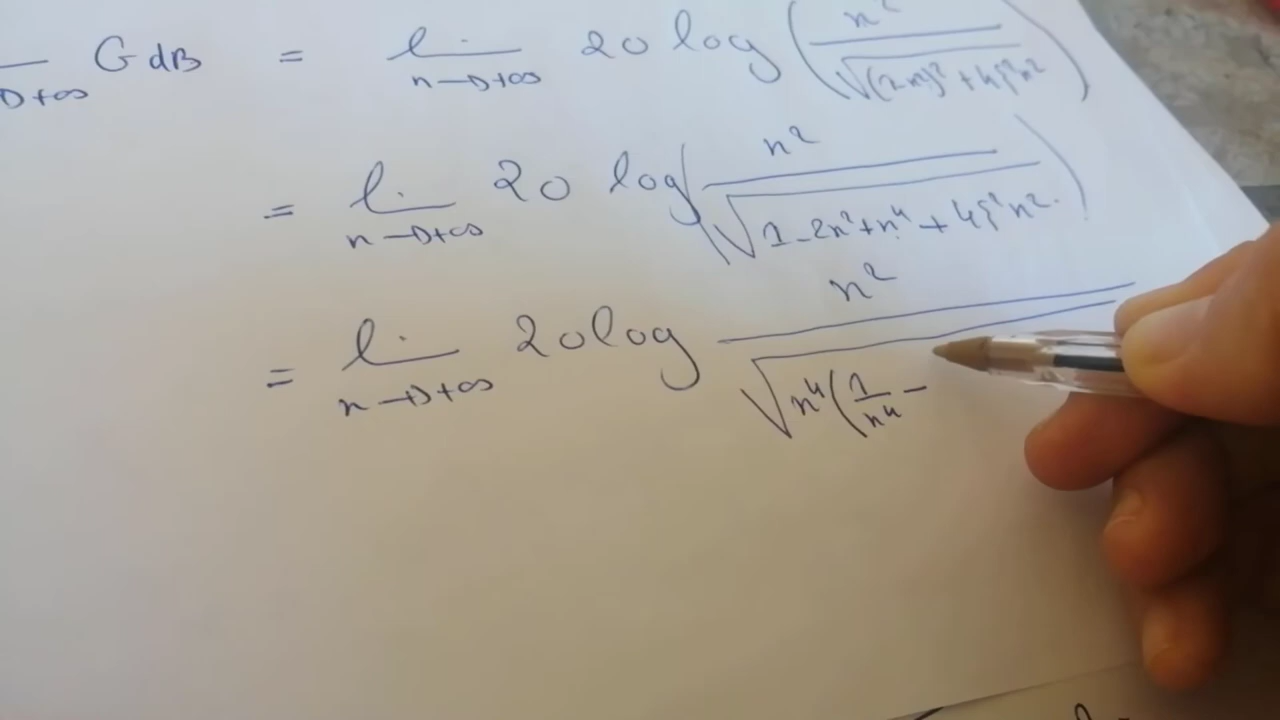 G dB = lim n→+∞ 20 log ( n² / √((1-n²)² + 4ξ²n²) )
→+∞
= lim n→+∞ 20 log ( n² / √(1-2n²+n⁴ + 4ξ²n²) )
= lim n→+∞ 20 log n² / √(n⁴(1/n⁴ -